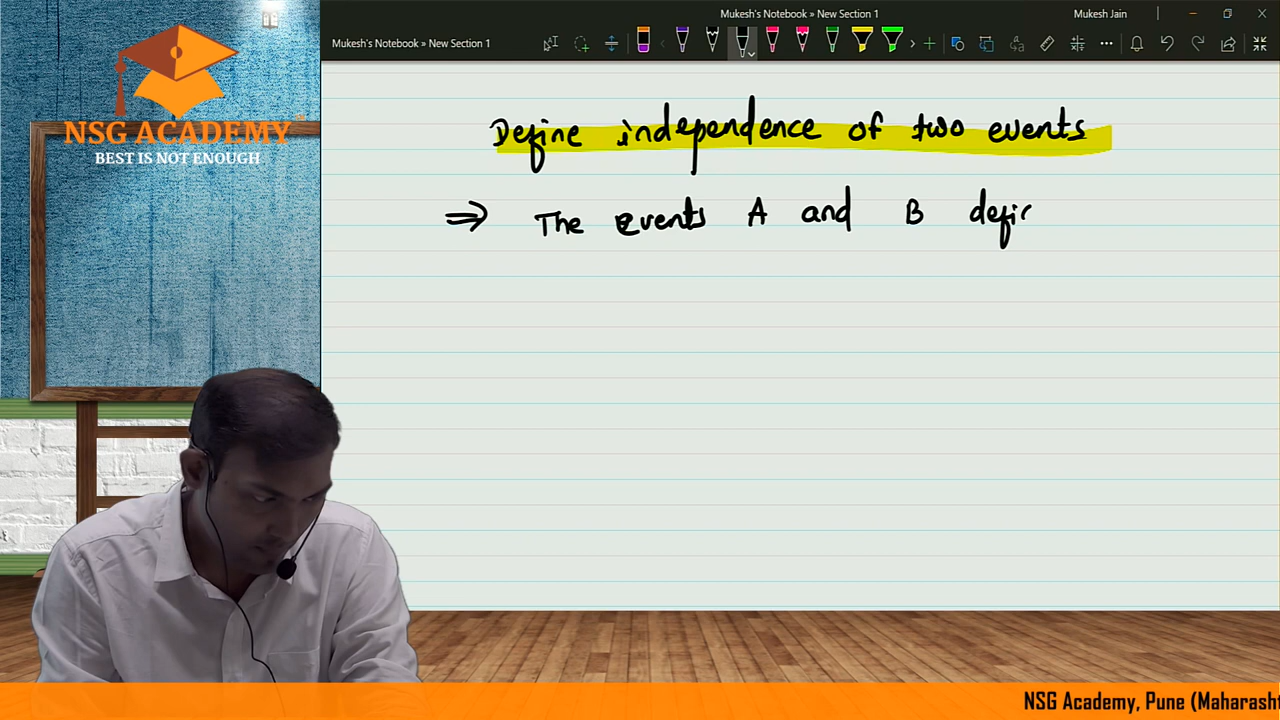 Mukesh's Notebook » New Section 1
Mukesh Jain
Mukesh's Notebook » New Section 1
NSG ACADEMY
BEST IS NOT ENOUGH
Define independence of two events
⇒ The events A and B defi
NSG Academy, Pune (Maharasht